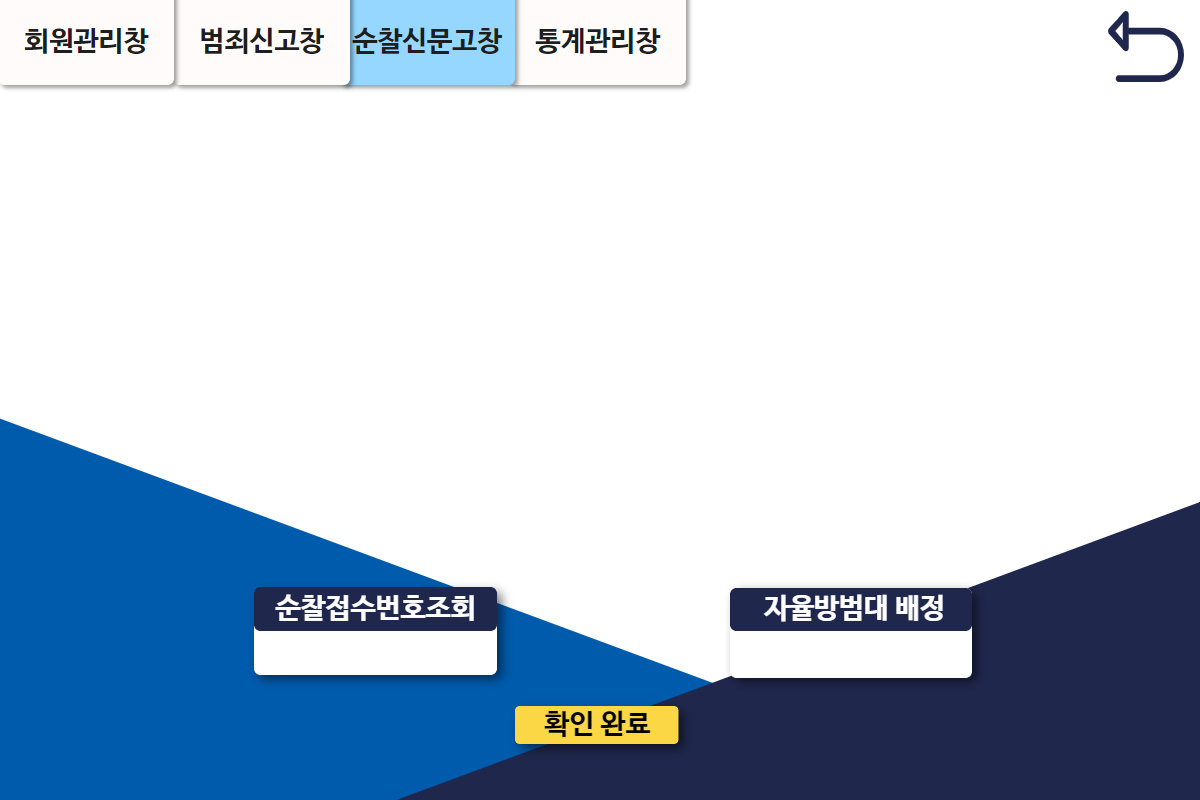 회원관리창
범죄신고창
순찰신문고창
통계관리창
순찰접수번호조회
자율방범대 배정
확인 완료